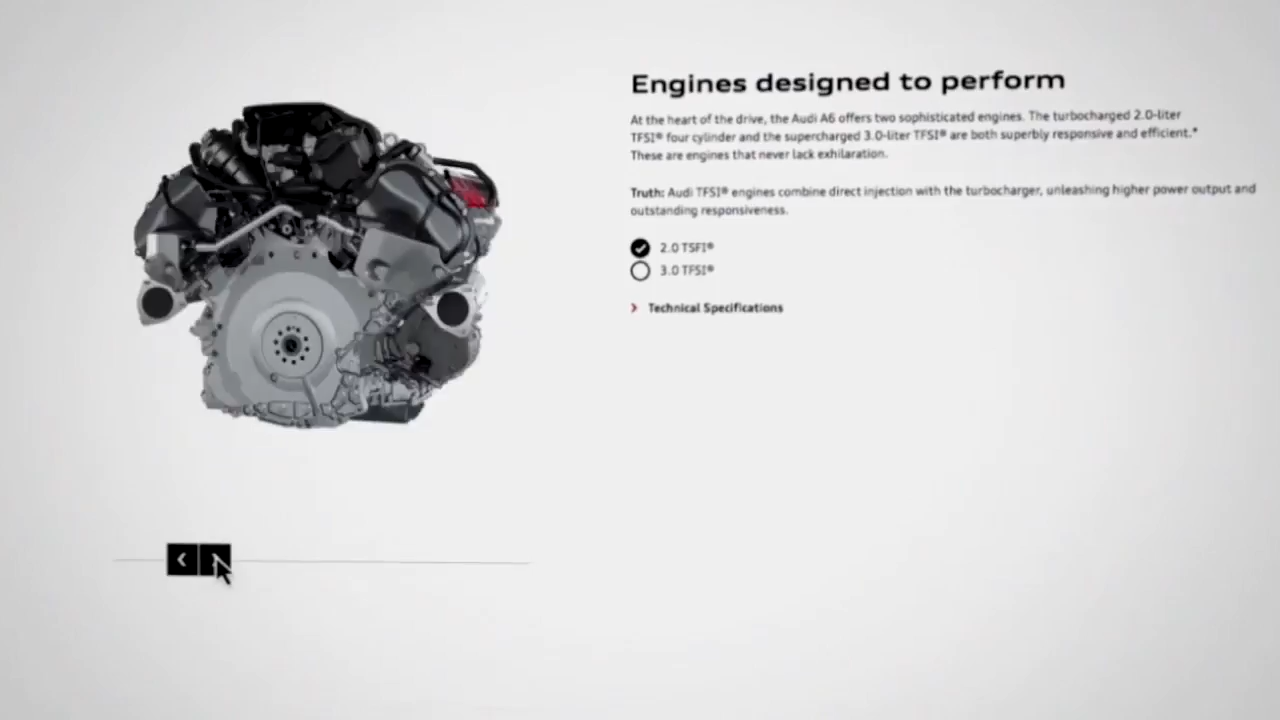 Engines designed to perform
At the heart of the drive, the Audi A6 offers two sophisticated engines. The turbocharged 2.0-liter
TFSI® four cylinder and the supercharged 3.0-liter TFSI® are both superbly responsive and efficient.*
These are engines that never lack exhilaration.
Truth: Audi TFSI® engines combine direct injection with the turbocharger, unleashing higher power output and
outstanding responsiveness.
2.0 TSFI®
3.0 TFSI®
Technical Specifications